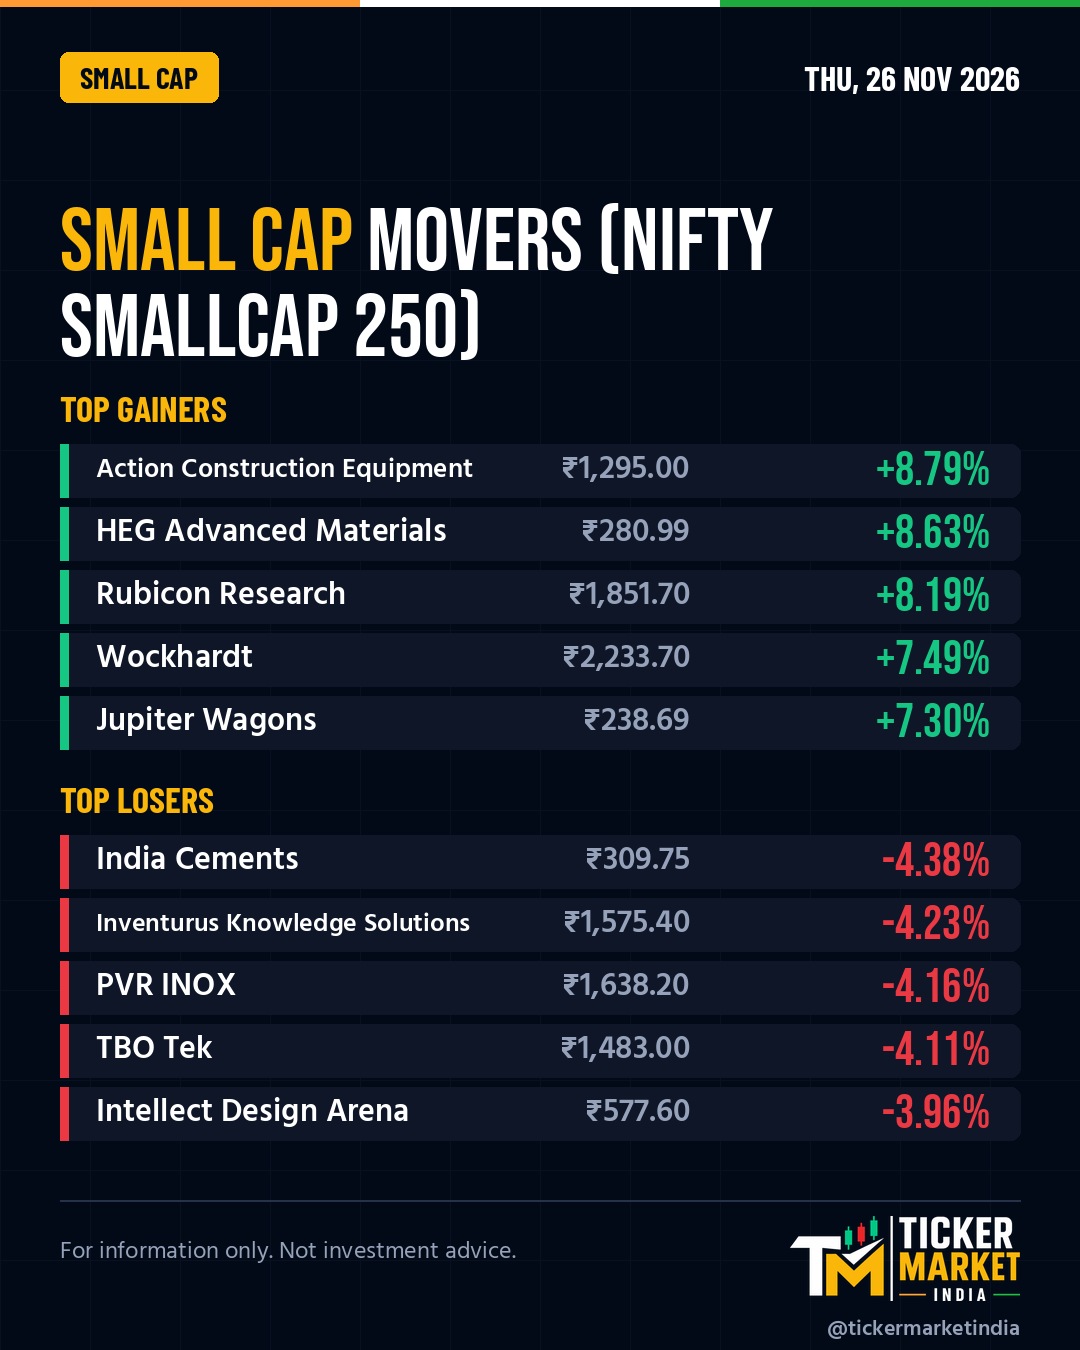 SMALL CAP
THU, 26 NOV 2026
SMALL CAP MOVERS (NIFTY
SMALLCAP 250)
TOP GAINERS
Action Construction Equipment ₹1,295.00 +8.79%
HEG Advanced Materials ₹280.99 +8.63%
Rubicon Research ₹1,851.70 +8.19%
Wockhardt ₹2,233.70 +7.49%
Jupiter Wagons ₹238.69 +7.30%
TOP LOSERS
India Cements ₹309.75 -4.38%
Inventurus Knowledge Solutions ₹1,575.40 -4.23%
PVR INOX ₹1,638.20 -4.16%
TBO Tek ₹1,483.00 -4.11%
Intellect Design Arena ₹577.60 -3.96%
For information only. Not investment advice.
TM
TICKER
MARKET
INDIA
@tickermarketindia